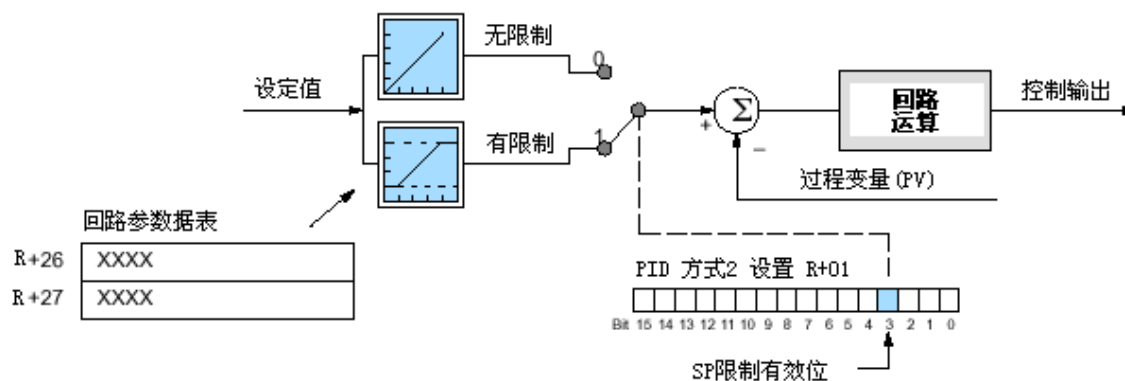 无限制
0
设定值
有限制
1
+
Σ
−
回路
运算
控制输出
过程变量(PV)
回路参数据表
R+26 XXXX
R+27 XXXX
PID 方式2 设置 R+01
Bit 15 14 13 12 11 10 9 8 7 6 5 4 3 2 1 0
SP限制有效位